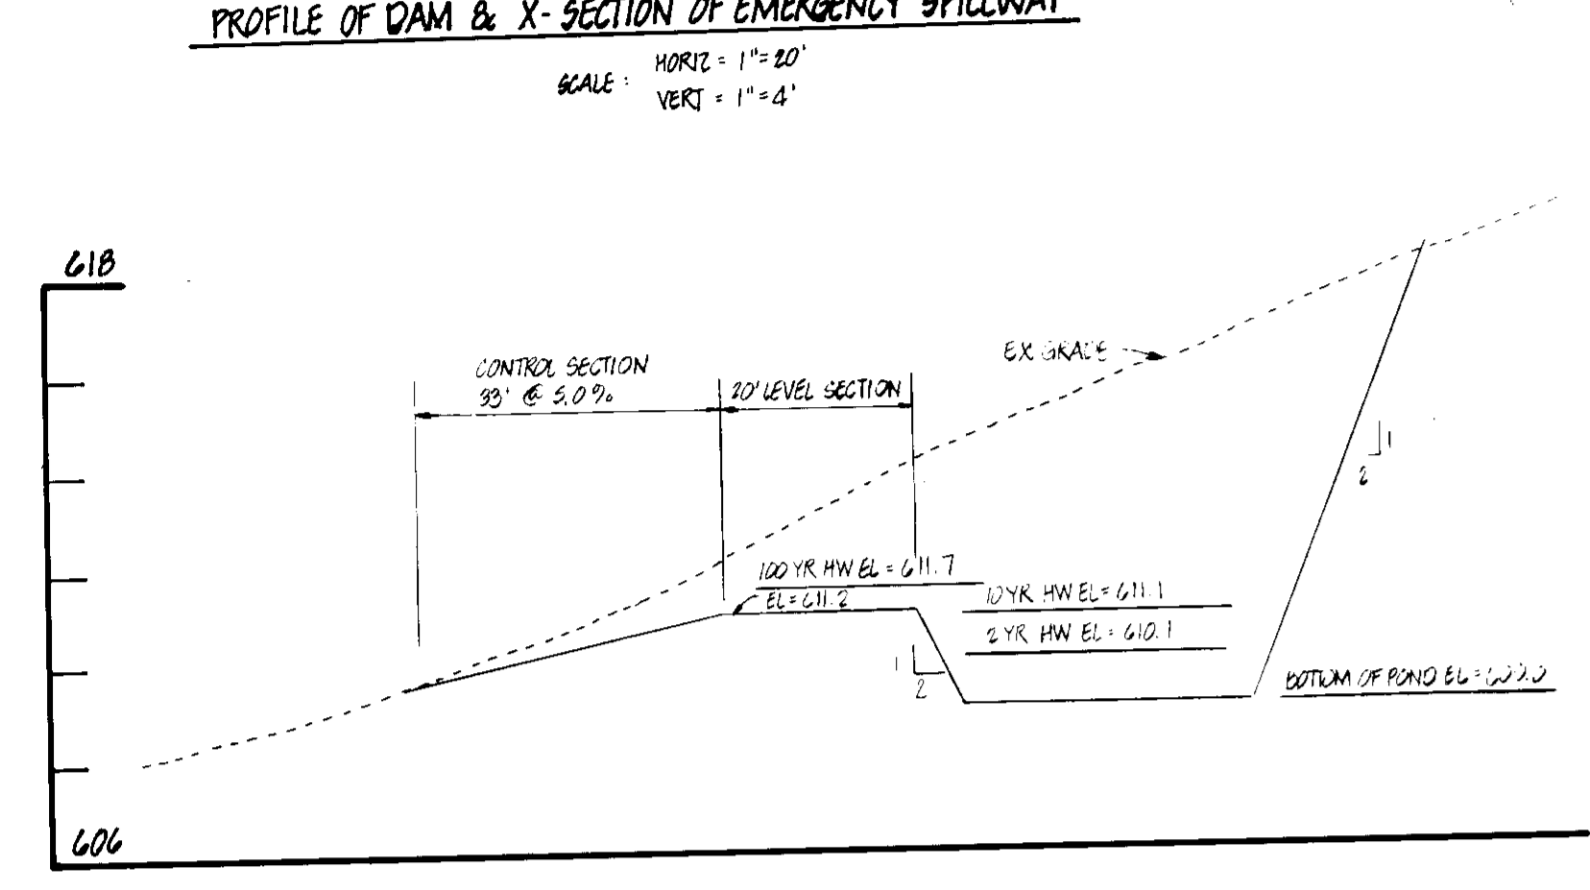 PROFILE OF DAM & X-SECTION OF EMERGENCY SPILLWAY
SCALE :
HORIZ = 1"=20'
VERT = 1"=4'
618
CONTROL SECTION
33' @ 5.0%
20' LEVEL SECTION
EX GRADE
1
2
100 YR HW EL = 611.7
EL = 611.2
10 YR HW EL = 611.1
2 YR HW EL = 610.1
1
2
BOTTOM OF POND EL =
606